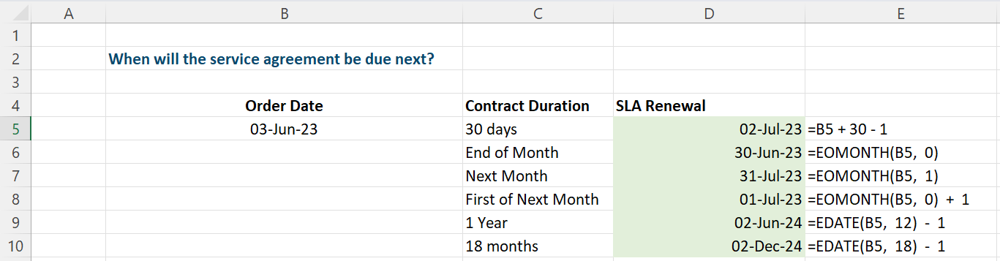 A B C D E
1
2 When will the service agreement be due next?
3
4 Order Date Contract Duration SLA Renewal
5 03-Jun-23 30 days 02-Jul-23 =B5 + 30 - 1
6 End of Month 30-Jun-23 =EOMONTH(B5, 0)
7 Next Month 31-Jul-23 =EOMONTH(B5, 1)
8 First of Next Month 01-Jul-23 =EOMONTH(B5, 0) + 1
9 1 Year 02-Jun-24 =EDATE(B5, 12) - 1
10 18 months 02-Dec-24 =EDATE(B5, 18) - 1